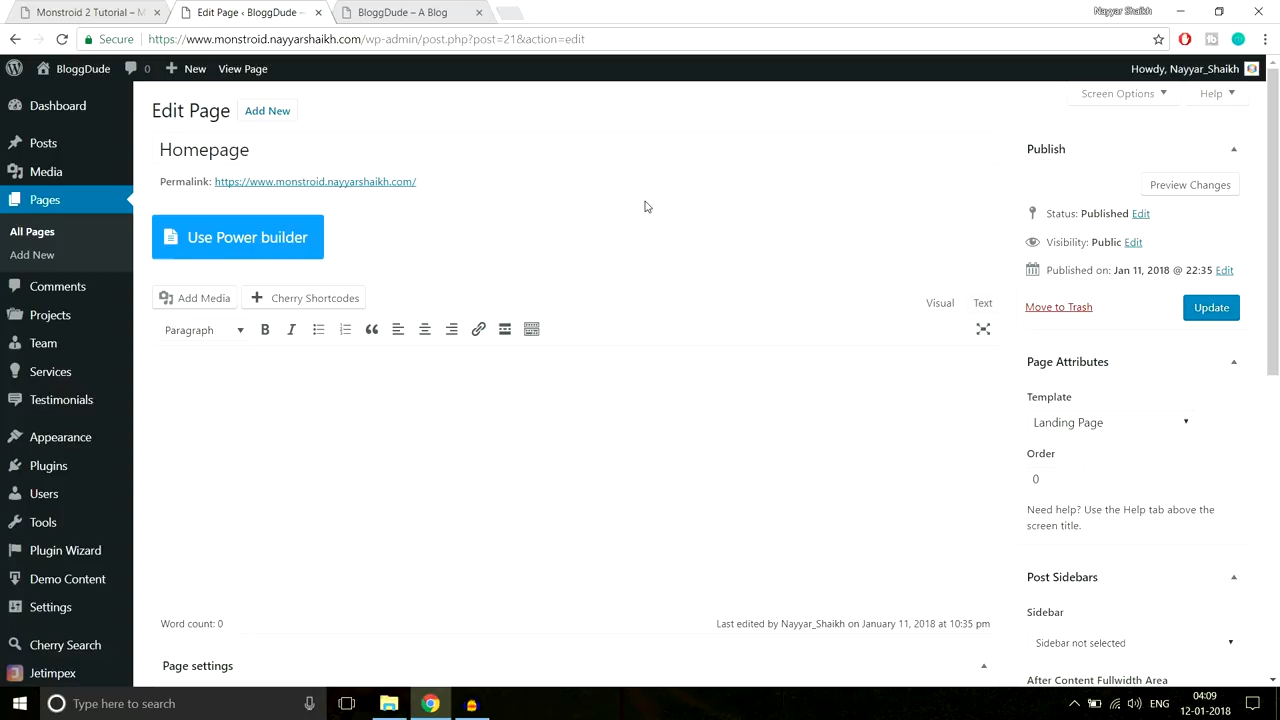 Monstroid 2 Tutorial – M
Edit Page ‹ BloggDude –
BloggDude – A Blog
Nayyar Shaikh
Secure
https://www.monstroid.nayyarshaikh.com/wp-admin/post.php?post=21&action=edit
BloggDude
0
New
View Page
Howdy, Nayyar_Shaikh
Dashboard
Posts
Media
Pages
All Pages
Add New
Comments
Projects
Team
Services
Testimonials
Appearance
Plugins
Users
Tools
Plugin Wizard
Demo Content
Settings
Cherry Search
Jetimpex
Screen Options
Help
Edit Page
Add New
Homepage
Permalink: https://www.monstroid.nayyarshaikh.com/
Use Power builder
Add Media
Cherry Shortcodes
Visual
Text
Paragraph
B
I
Word count: 0
Last edited by Nayyar_Shaikh on January 11, 2018 at 10:35 pm
Page settings
Publish
Preview Changes
Status: Published Edit
Visibility: Public Edit
Published on: Jan 11, 2018 @ 22:35 Edit
Move to Trash
Update
Page Attributes
Template
Landing Page
Order
0
Need help? Use the Help tab above the
screen title.
Post Sidebars
Sidebar
Sidebar not selected
After Content Fullwidth Area
Type here to search
ENG
04:09
12-01-2018